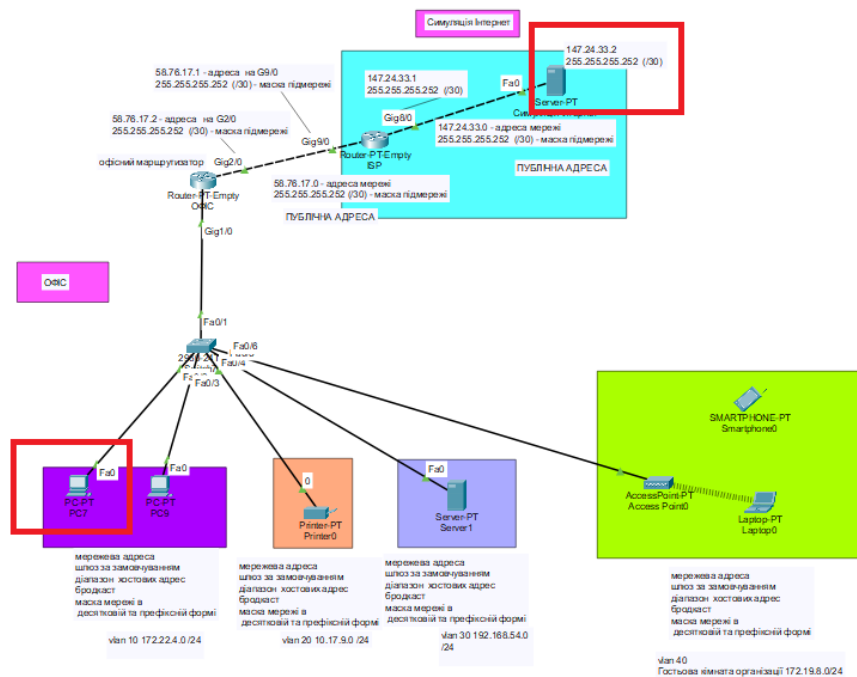 Симуляція Інтернет
147.24.33.2
255.255.255.252 (/30)
58.76.17.1 - адреса на G9/0
255.255.255.252 (/30) - маска підмережі
147.24.33.1
255.255.255.252 (/30)
Fa0
Server-PT
58.76.17.2 - адреса на G2/0
255.255.255.252 (/30) - маска підмережі
Gig8/0
147.24.33.0 - адреси мережі
255.255.255.252 (/30) - маска підмережі
Gig9/0
Router-PT-Empty
ISP
офісний маршрутизатор
Gig2/0
ПУБЛІЧНА АДРЕСА
Router-PT-Empty
ОФІС
58.76.17.0 - адреса мережі
255.255.255.252 (/30) - маска підмережі
ПУБЛІЧНА АДРЕСА
Gig1/0
ОФІС
Fa0/1
Fa0/6
Fa0/4
Fa0/3
SMARTPHONE-PT
Smartphone0
Fa0
PC-PT
PC7
Fa0
PC-PT
0
Printer-PT
Printer0
Fa0
Server-PT
Server1
AccessPoint-PT
Access Point0
Laptop-PT
Laptop0
мережева адреса
шлюз за замовчуванням
діапазон хостових адрес
бродкаст
маска мережі в
десятковій та префіксній формі
vlan 10 172.22.4.0 /24
мережева адреса
шлюз за замовчуванням
діапазон хостових адрес
бродкаст
маска мережі в
десятковій та префіксній формі
vlan 20 10.17.9.0 /24
мережева адреса
шлюз за замовчуванням
діапазон хостових адрес
бродкаст
маска мережі в
десятковій та префіксній формі
vlan 30 192.168.54.0
/24
мережева адреса
шлюз за замовчуванням
діапазон хостових адрес
бродкаст
маска мережі в
десятковій та префіксній формі
vlan 40
Гостьова кімната організації 172.19.8.0/24